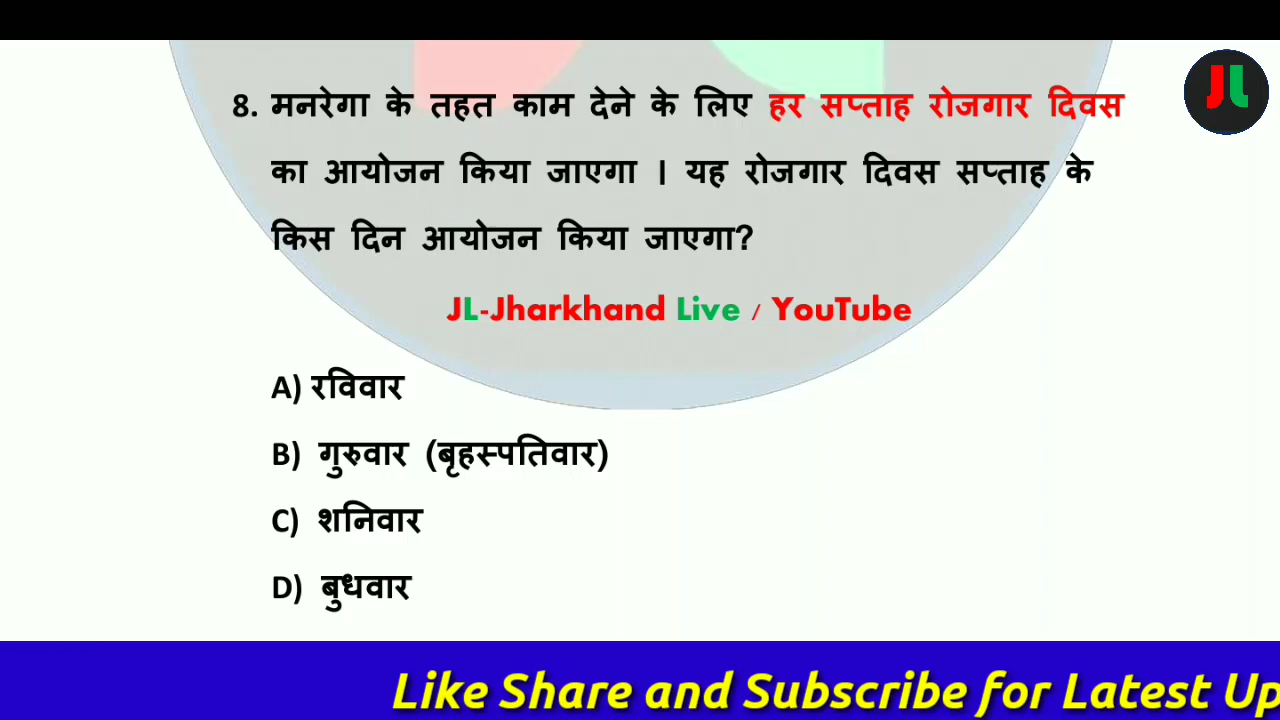 JL
8. मनरेगा के तहत काम देने के लिए हर सप्ताह रोजगार दिवस
का आयोजन किया जाएगा । यह रोजगार दिवस सप्ताह के
किस दिन आयोजन किया जाएगा?
JL-Jharkhand Live / YouTube
A) रविवार
B) गुरुवार (बृहस्पतिवार)
C) शनिवार
D) बुधवार
Like Share and Subscribe for Latest Up